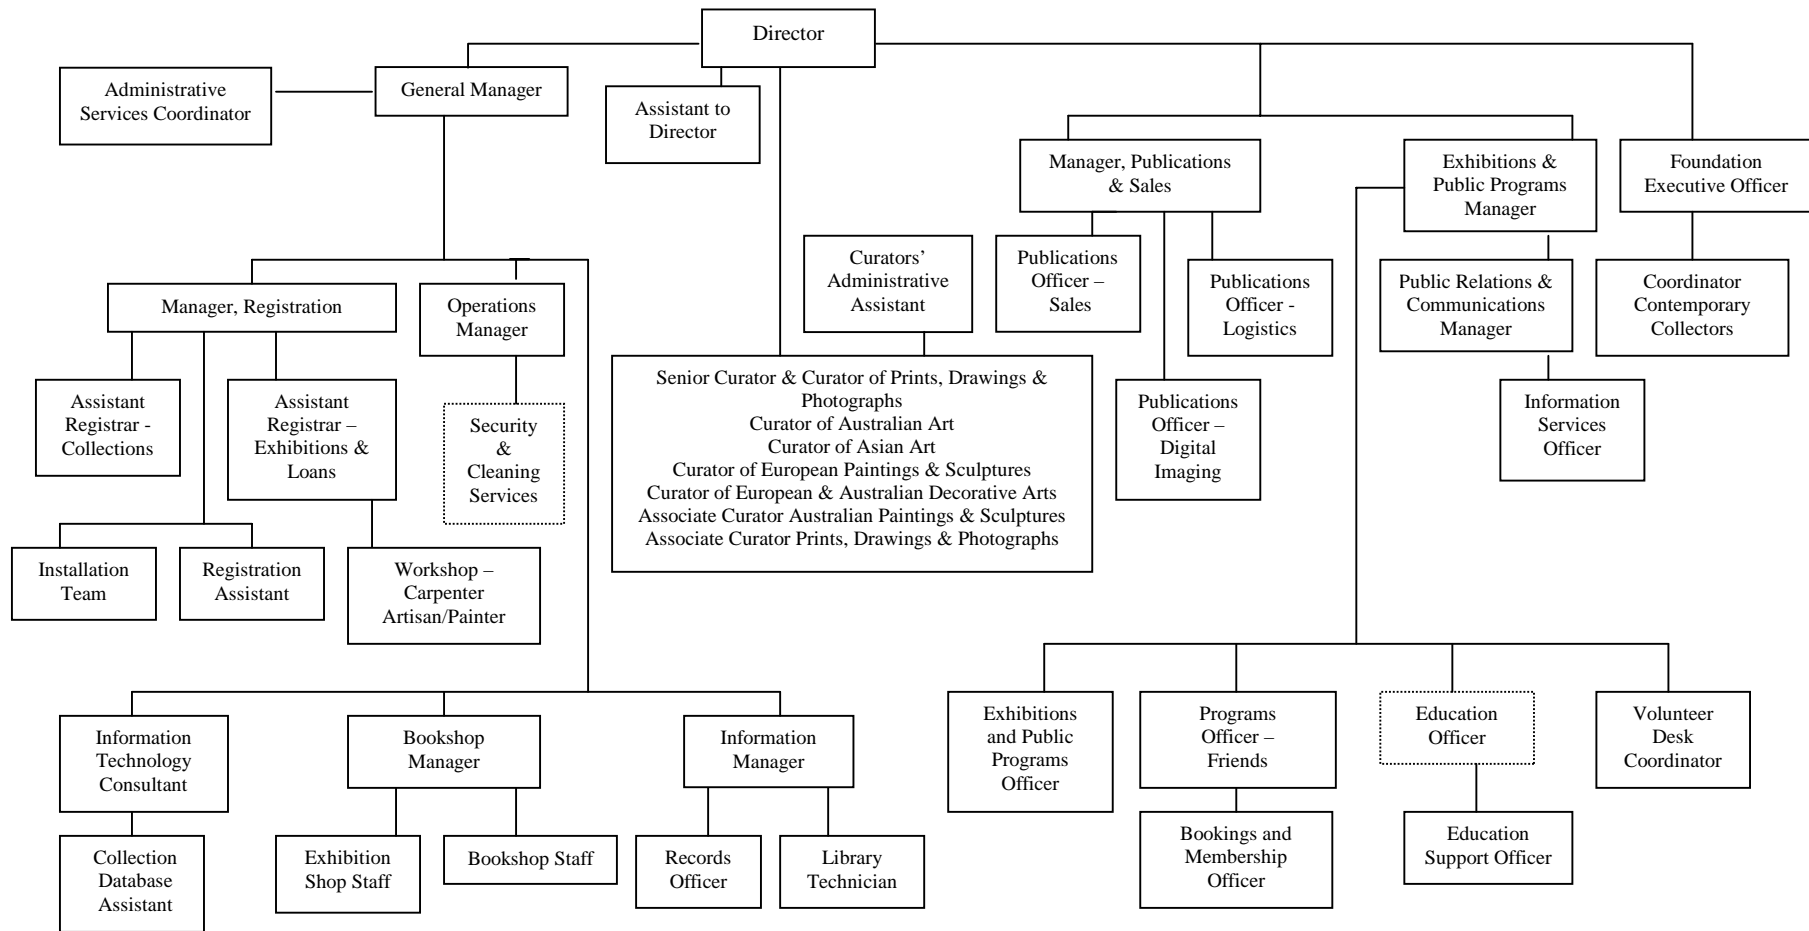 Director
Administrative
Services Coordinator
General Manager
Assistant to
Director
Manager, Publications
& Sales
Exhibitions &
Public Programs
Manager
Foundation
Executive Officer
Curators’
Administrative
Assistant
Publications
Officer –
Sales
Publications
Officer -
Logistics
Public Relations &
Communications
Manager
Coordinator
Contemporary
Collectors
Manager, Registration
Operations
Manager
Assistant
Registrar -
Collections
Assistant
Registrar –
Exhibitions &
Loans
Security
&
Cleaning
Services
Senior Curator & Curator of Prints, Drawings &
Photographs
Curator of Australian Art
Curator of Asian Art
Curator of European Paintings & Sculptures
Curator of European & Australian Decorative Arts
Associate Curator Australian Paintings & Sculptures
Associate Curator Prints, Drawings & Photographs
Publications
Officer –
Digital
Imaging
Information
Services
Officer
Installation
Team
Registration
Assistant
Workshop –
Carpenter
Artisan/Painter
Information
Technology
Consultant
Bookshop
Manager
Information
Manager
Exhibitions
and Public
Programs
Officer
Programs
Officer –
Friends
Education
Officer
Volunteer
Desk
Coordinator
Collection
Database
Assistant
Exhibition
Shop Staff
Bookshop Staff
Records
Officer
Library
Technician
Bookings and
Membership
Officer
Education
Support Officer